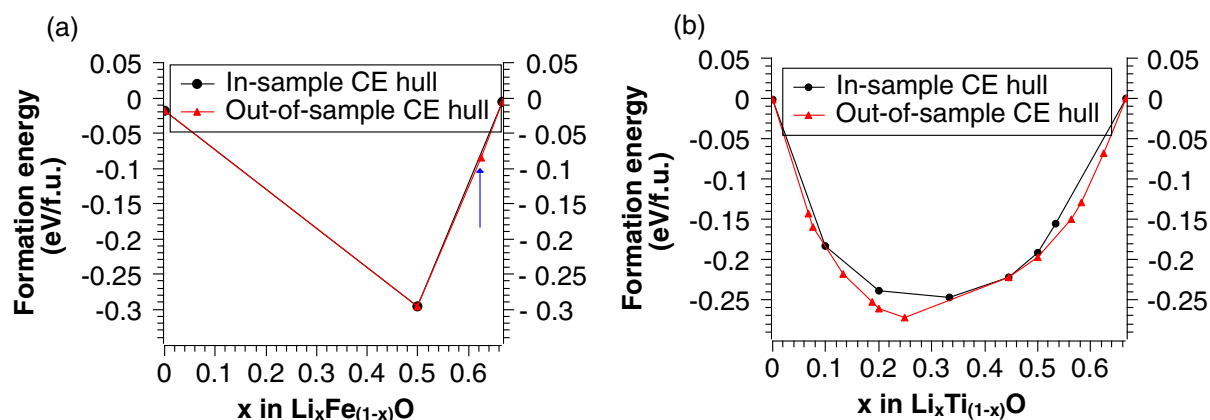 (a)
Formation energy
(eV/f.u.)
0.05
0
-0.05
-0.1
-0.15
-0.2
-0.25
-0.3
In-sample CE hull
Out-of-sample CE hull
0.05
0
- 0.05
- 0.1
- 0.15
- 0.2
- 0.25
- 0.3
0 0.1 0.2 0.3 0.4 0.5 0.6
x in LiₓFe₍₁₋ₓ₎O
(b)
Formation energy
(eV/f.u.)
0.05
0
-0.05
-0.1
-0.15
-0.2
-0.25
In-sample CE hull
Out-of-sample CE hull
0.05
0
-0.05
-0.1
-0.15
-0.2
-0.25
0 0.1 0.2 0.3 0.4 0.5 0.6
x in LiₓTi₍₁₋ₓ₎O